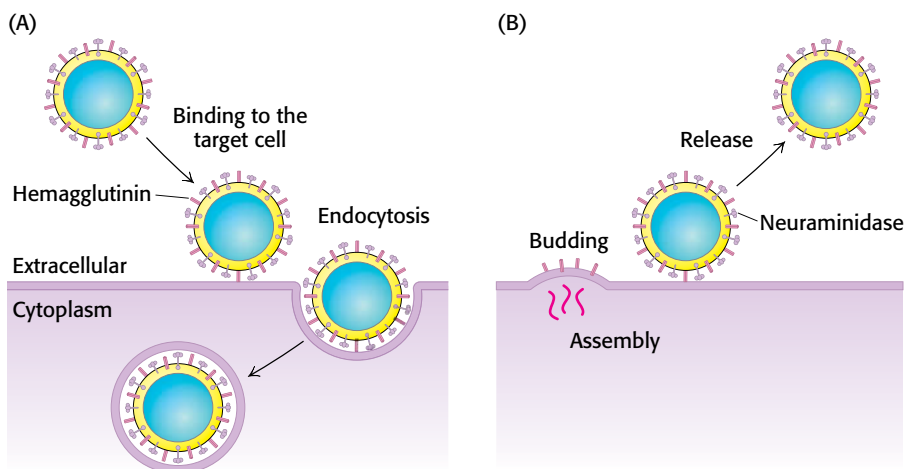 (A)
Binding to the
target cell
Hemagglutinin
Endocytosis
Extracellular
Cytoplasm
(B)
Release
Neuraminidase
Budding
Assembly